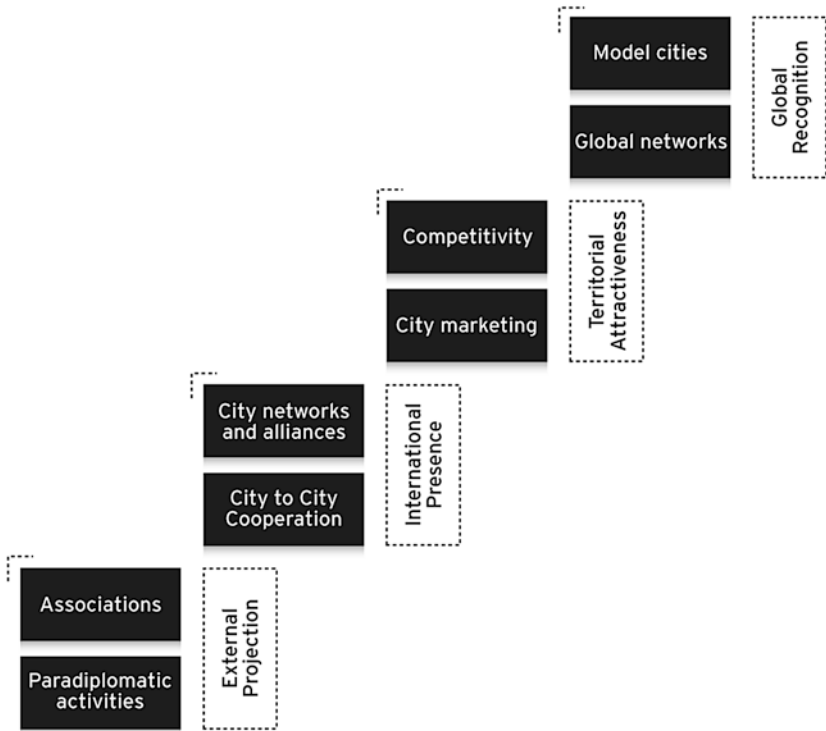 Model cities
Global networks
Global
Recognition
Competitivity
City marketing
Territorial
Attractiveness
City networks
and alliances
City to City
Cooperation
International
Presence
Associations
Paradiplomatic
activities
External
Projection